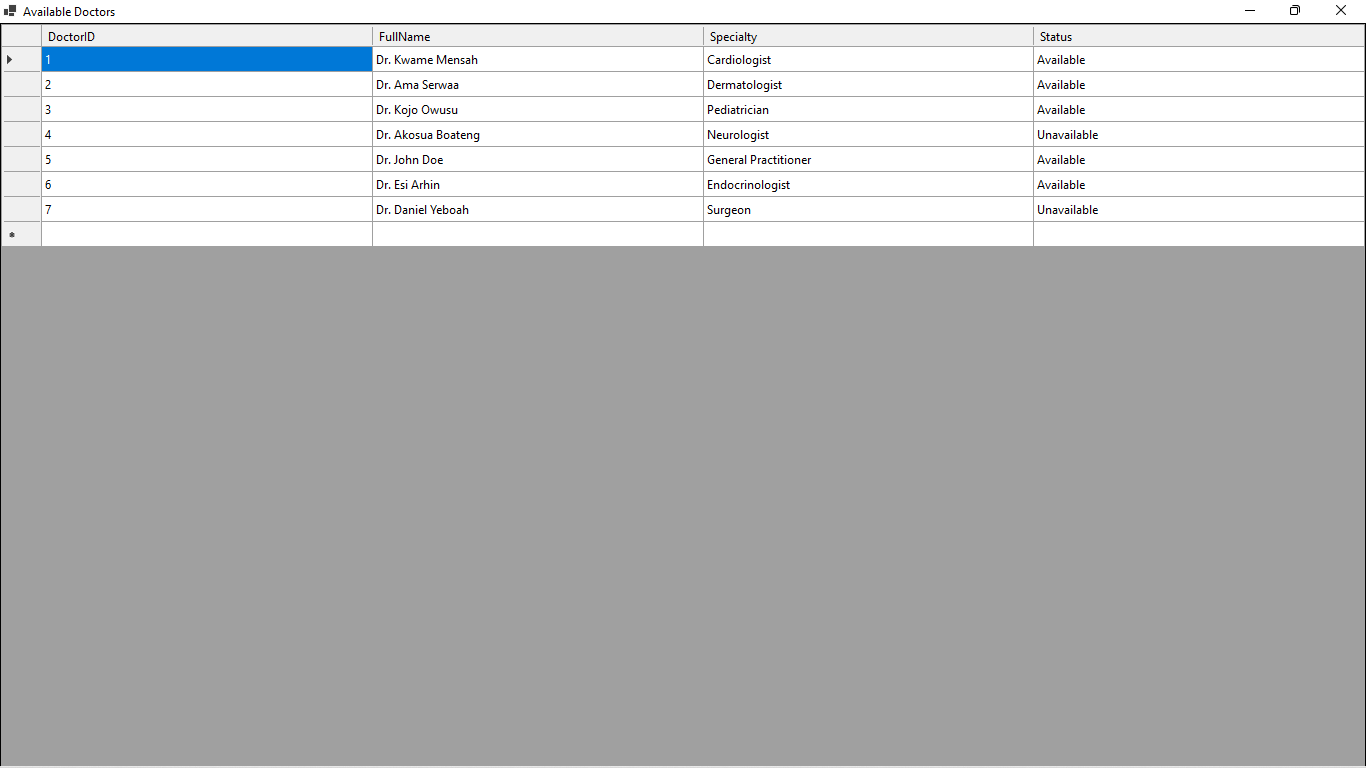 Available Doctors
DoctorID FullName Specialty Status
1 Dr. Kwame Mensah Cardiologist Available
2 Dr. Ama Serwaa Dermatologist Available
3 Dr. Kojo Owusu Pediatrician Available
4 Dr. Akosua Boateng Neurologist Unavailable
5 Dr. John Doe General Practitioner Available
6 Dr. Esi Arhin Endocrinologist Available
7 Dr. Daniel Yeboah Surgeon Unavailable